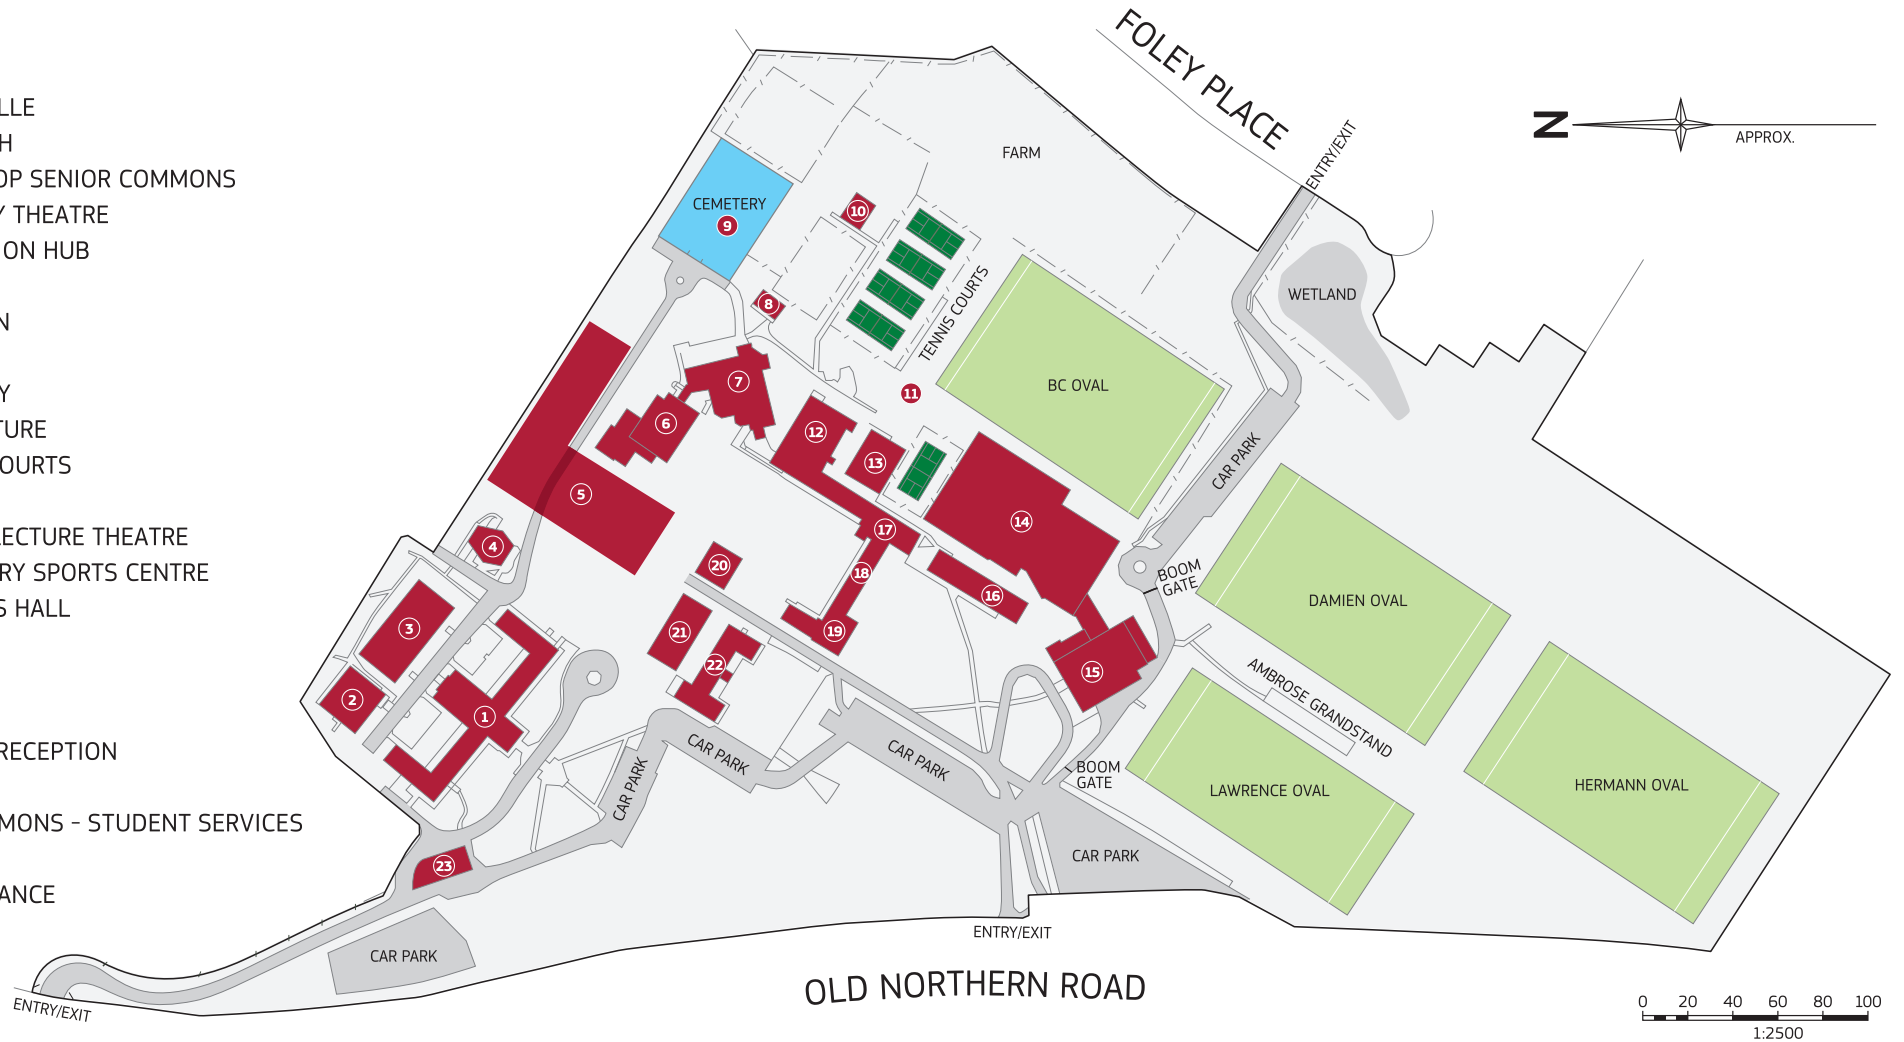 LLE
H
OP SENIOR COMMONS
Y THEATRE
ON HUB
N
Y
TURE
OURTS
LECTURE THEATRE
RY SPORTS CENTRE
S HALL
RECEPTION
MONS - STUDENT SERVICES
ANCE
FOLEY PLACE
ENTRY/EXIT
N
APPROX.
FARM
CEMETERY
9
10
8
TENNIS COURTS
WETLAND
BC OVAL
7
11
6
12
13
CAR PARK
5
14
17
4
BOOM
GATE
20
18
16
DAMIEN OVAL
3
21
19
22
15
2
1
AMBROSE GRANDSTAND
CAR PARK
CAR PARK
CAR PARK
BOOM
GATE
LAWRENCE OVAL
HERMANN OVAL
23
CAR PARK
CAR PARK
ENTRY/EXIT
OLD NORTHERN ROAD
ENTRY/EXIT
0 20 40 60 80 100
1:2500